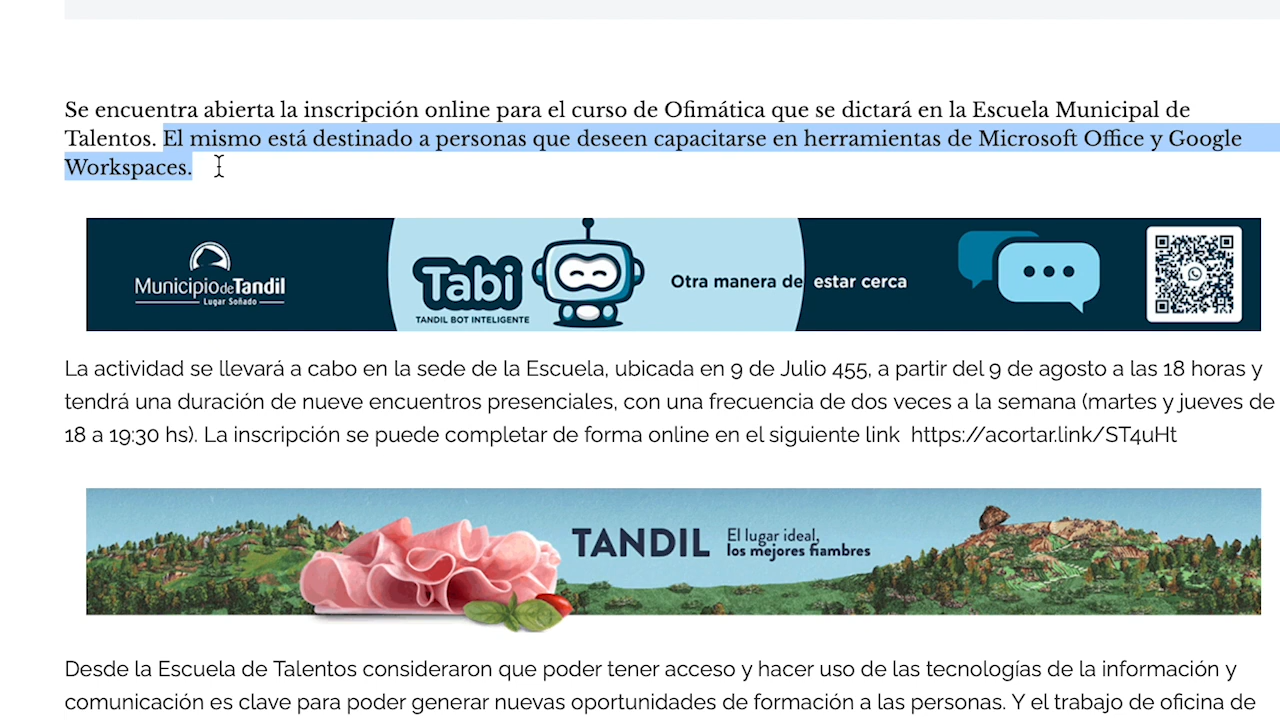 Se encuentra abierta la inscripción online para el curso de Ofimática que se dictará en la Escuela Municipal de
Talentos. El mismo está destinado a personas que deseen capacitarse en herramientas de Microsoft Office y Google
Workspaces.
Municipio de Tandil
Lugar Soñado
Tabi
TANDIL BOT INTELIGENTE
Otra manera de estar cerca
La actividad se llevará a cabo en la sede de la Escuela, ubicada en 9 de Julio 455, a partir del 9 de agosto a las 18 horas y
tendrá una duración de nueve encuentros presenciales, con una frecuencia de dos veces a la semana (martes y jueves de
18 a 19:30 hs). La inscripción se puede completar de forma online en el siguiente link https://acortar.link/ST4uHt
TANDIL
El lugar ideal,
los mejores fiambres
Desde la Escuela de Talentos consideraron que poder tener acceso y hacer uso de las tecnologías de la información y
comunicación es clave para poder generar nuevas oportunidades de formación a las personas. Y el trabajo de oficina de